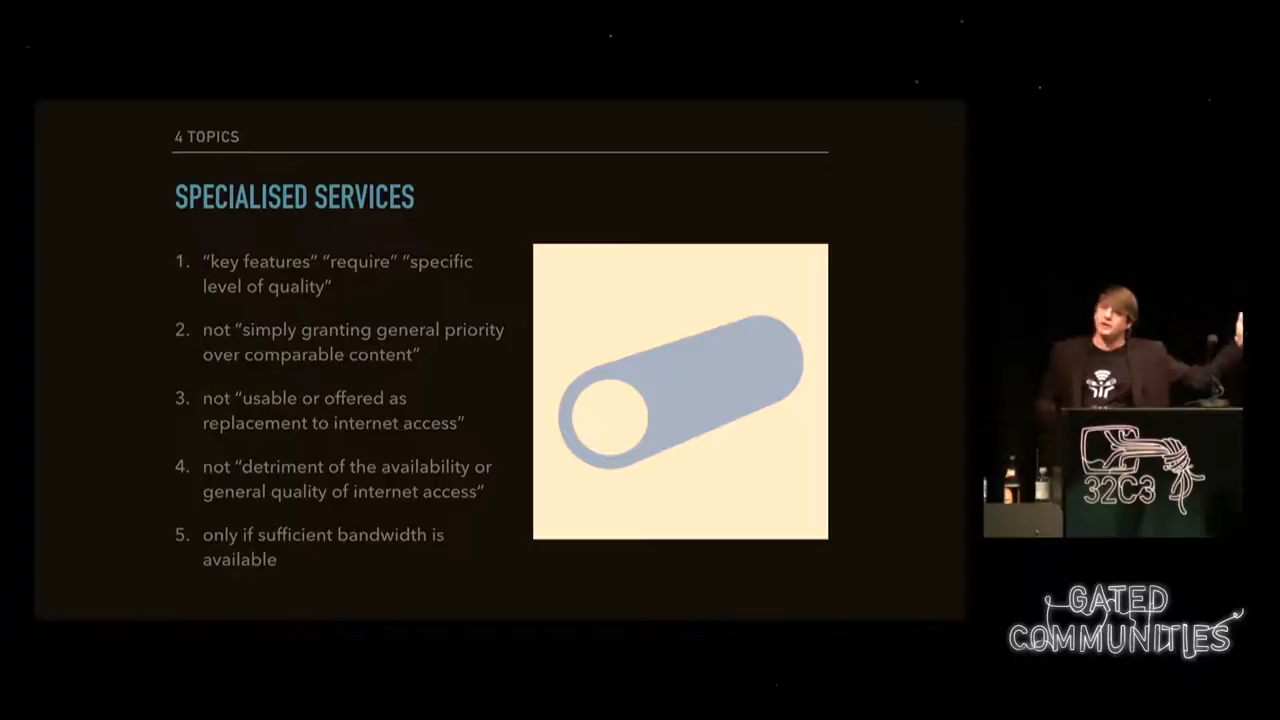 4 TOPICS
SPECIALISED SERVICES
1. “key features” “require” “specific
level of quality”
2. not “simply granting general priority
over comparable content”
3. not “usable or offered as
replacement to internet access”
4. not “detriment of the availability or
general quality of internet access”
5. only if sufficient bandwidth is
available
32C3
GATED
COMMUNITIES